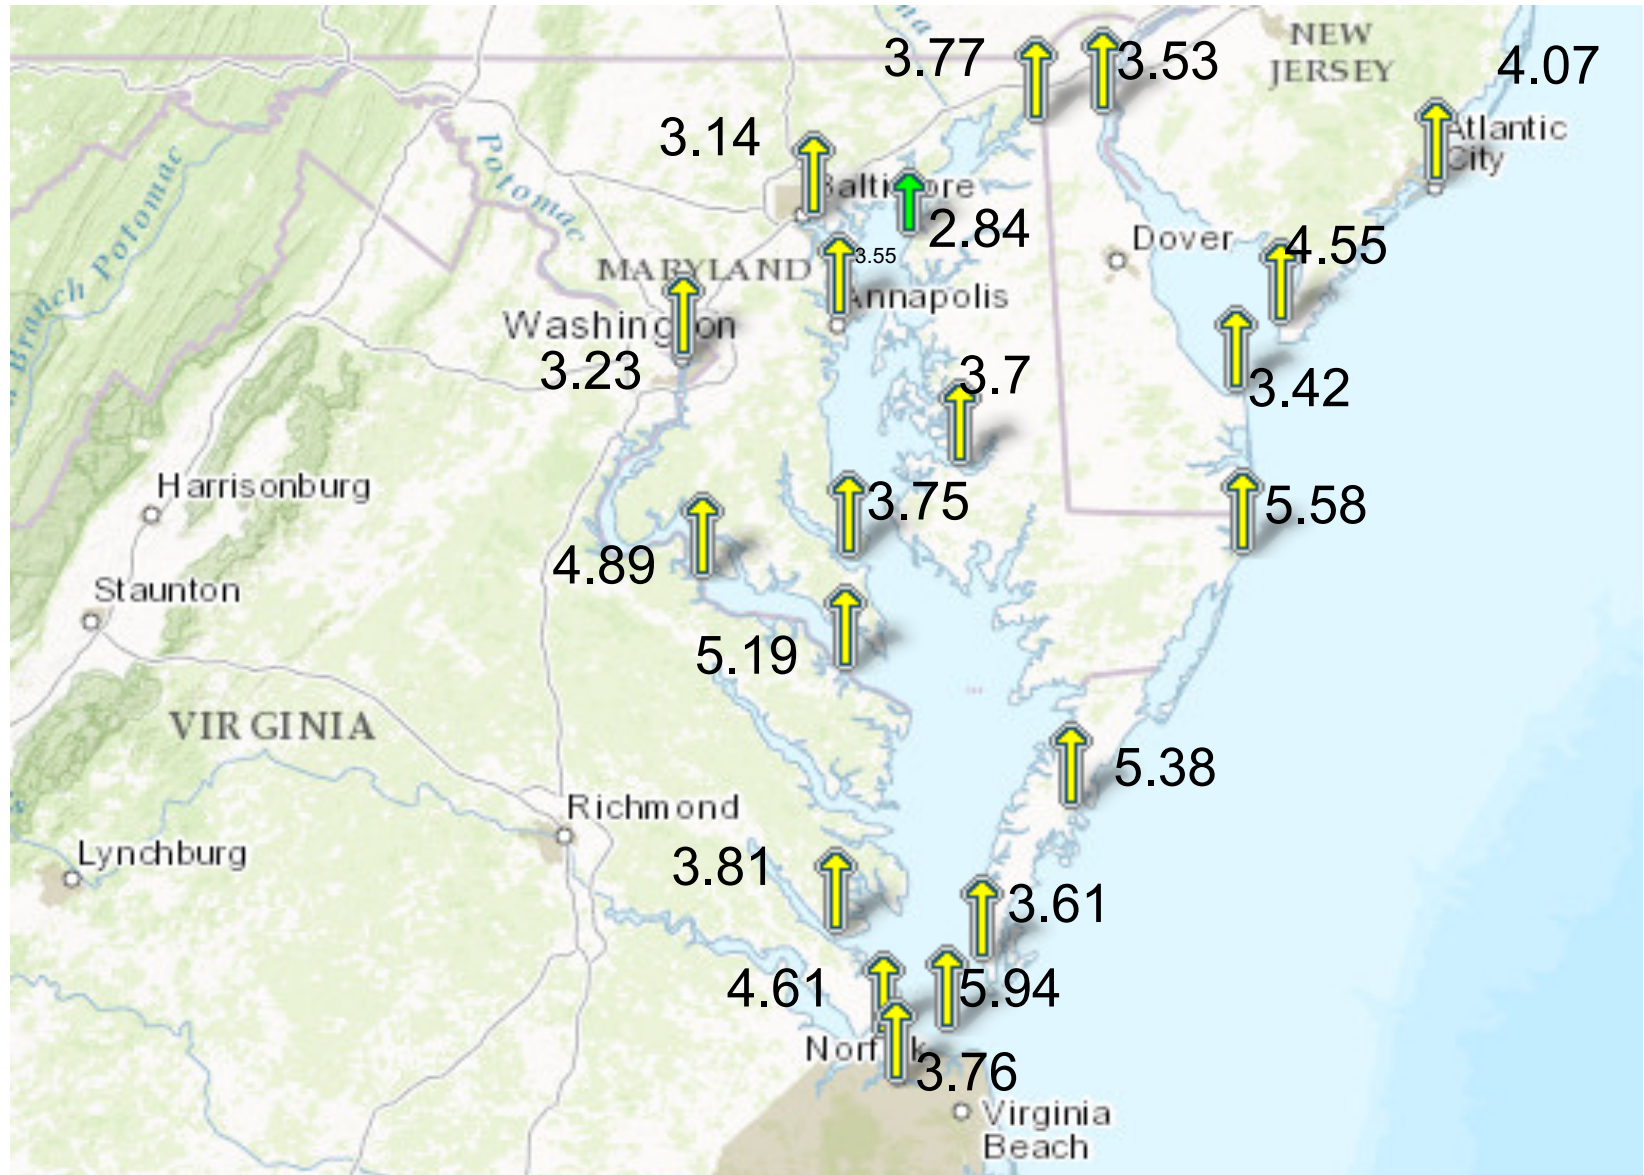 NEW
JERSEY
3.77
3.53
4.07
3.14
Atlantic
City
Potomac
Baltimore
2.84
Dover
4.55
3.55
MARYLAND
Annapolis
Washington
Branch Potomac
3.23
3.7
3.42
Harrisonburg
3.75
5.58
4.89
Staunton
5.19
VIRGINIA
5.38
Richmond
Lynchburg
3.81
3.61
4.61
5.94
Norfolk
3.76
Virginia
Beach